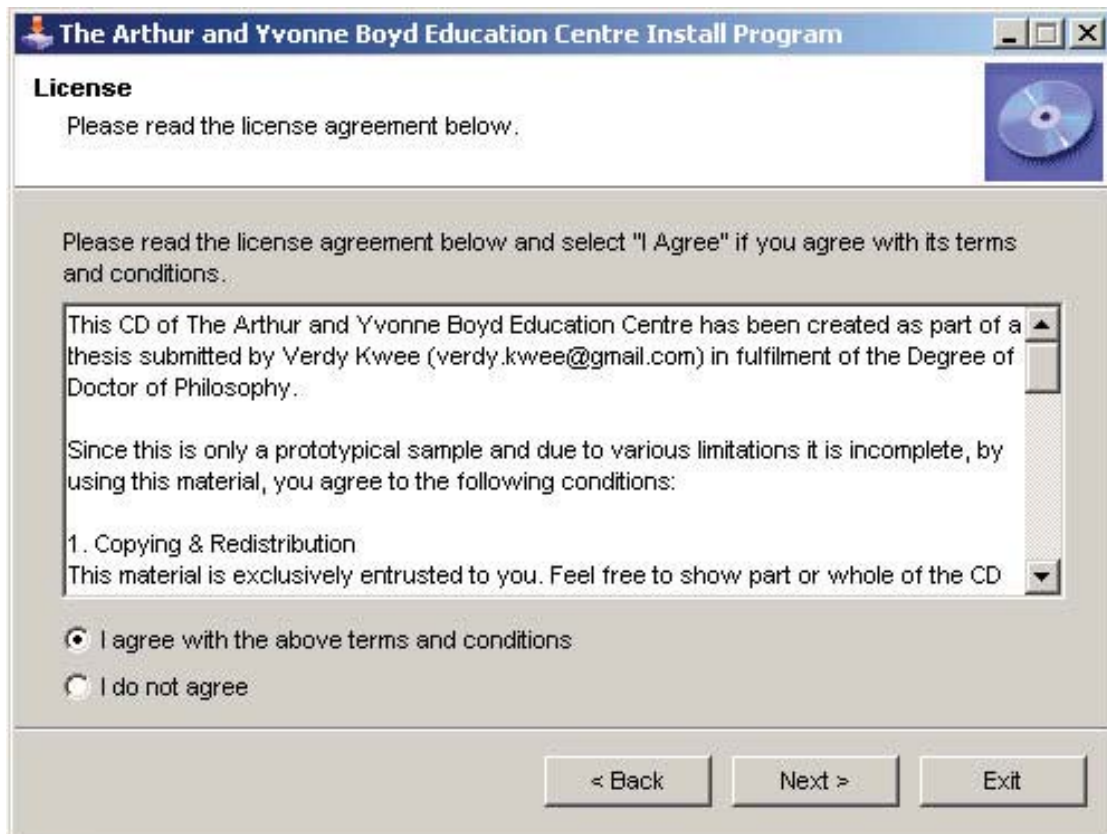 The Arthur and Yvonne Boyd Education Centre Install Program
License
Please read the license agreement below.
Please read the license agreement below and select "I Agree" if you agree with its terms
and conditions.
This CD of The Arthur and Yvonne Boyd Education Centre has been created as part of a
thesis submitted by Verdy Kwee (verdy.kwee@gmail.com) in fulfilment of the Degree of
Doctor of Philosophy.
Since this is only a prototypical sample and due to various limitations it is incomplete, by
using this material, you agree to the following conditions:
1. Copying & Redistribution
This material is exclusively entrusted to you. Feel free to show part or whole of the CD
I agree with the above terms and conditions
I do not agree
< Back Next > Exit